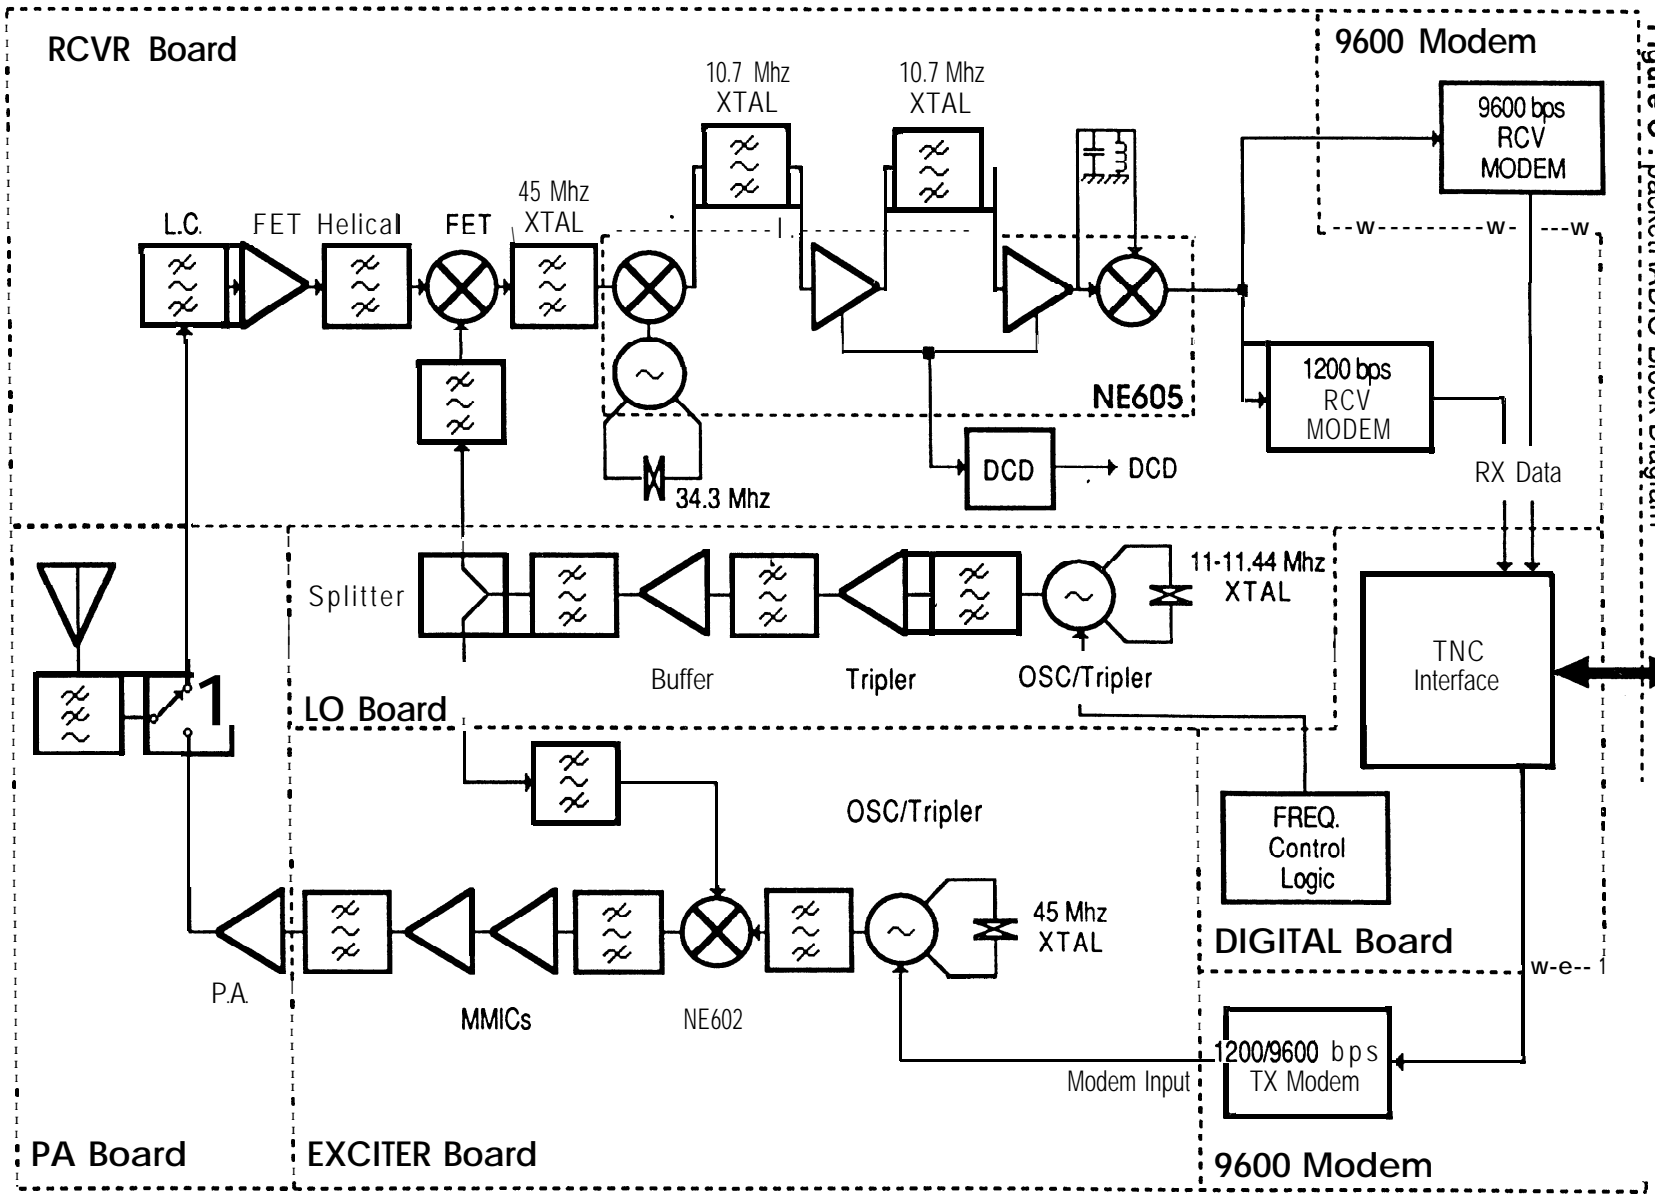 RCVR Board
9600 Modem
10.7 Mhz
XTAL
10.7 Mhz
XTAL
9600 bps
RCV
MODEM
45 Mhz
XTAL
L.C.
FET Helical
FET
1200 bps
RCV
MODEM
NE605
DCD
DCD
34.3 Mhz
RX Data
Splitter
11-11.44 Mhz
XTAL
Buffer
Tripler
OSC/Tripler
TNC
Interface
LO Board
OSC/Tripler
FREQ.
Control
Logic
45 Mhz
XTAL
DIGITAL Board
P.A.
MMICs
NE602
1200/9600 bps
TX Modem
Modem Input
PA Board
EXCITER Board
9600 Modem